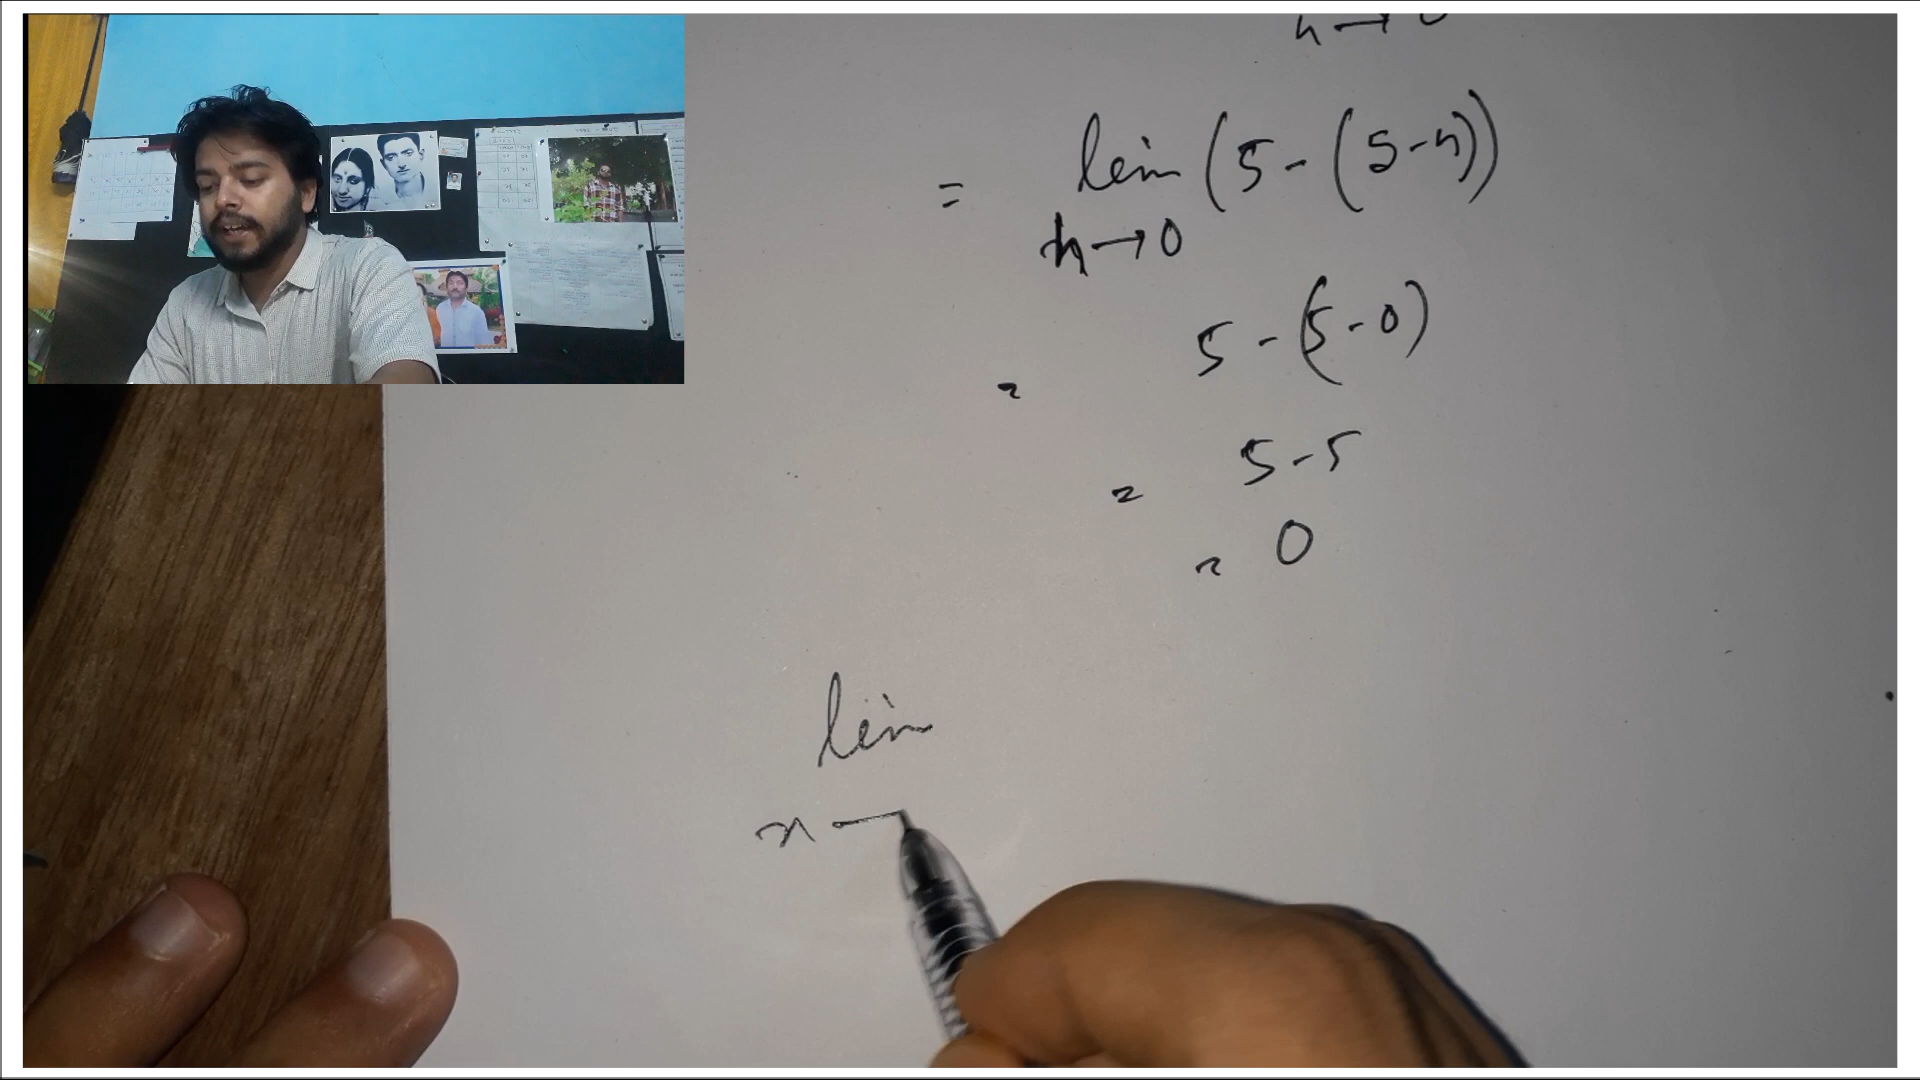 h → 0
= lim (5 - (5-h))
h → 0
= 5 - (5-0)
= 5-5
= 0
lim
x —